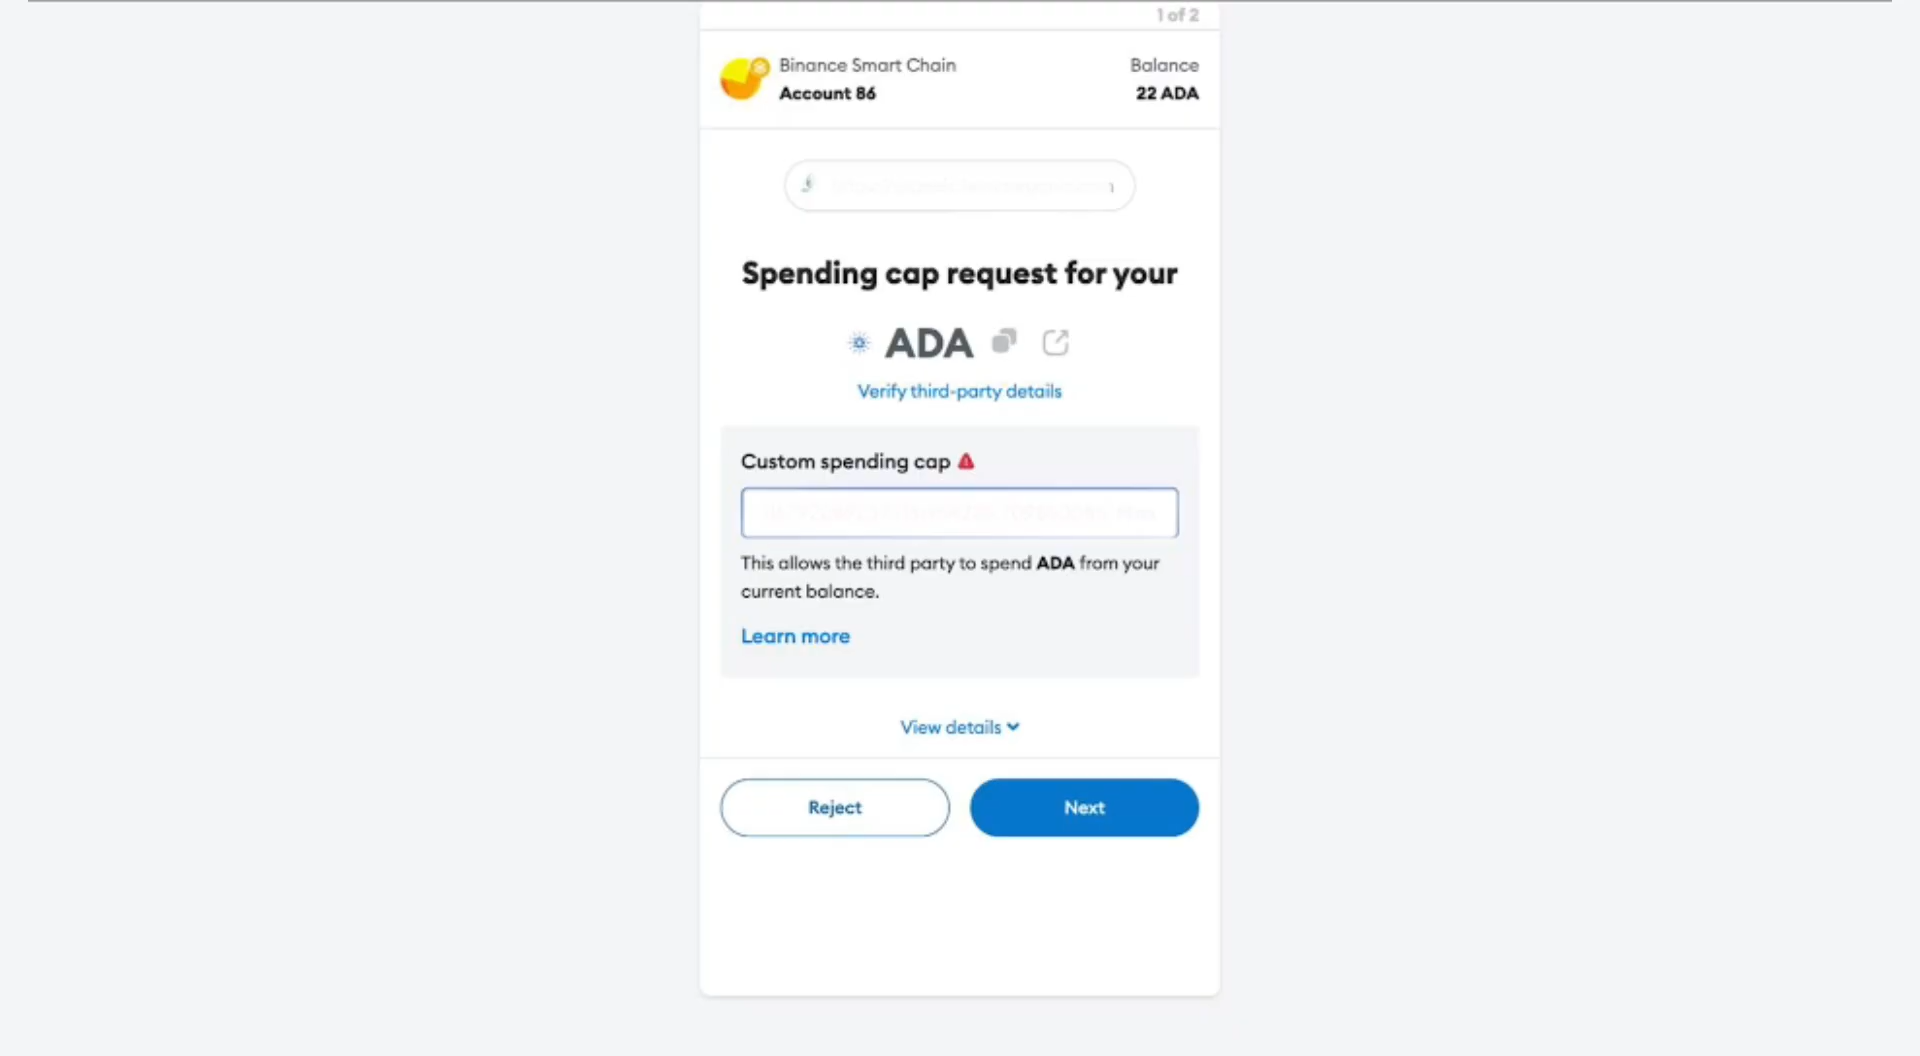 1 of 2
Binance Smart Chain
Balance
Account 86
22 ADA
Spending cap request for your
ADA
Verify third-party details
Custom spending cap
This allows the third party to spend ADA from your
current balance.
Learn more
View details
Reject
Next